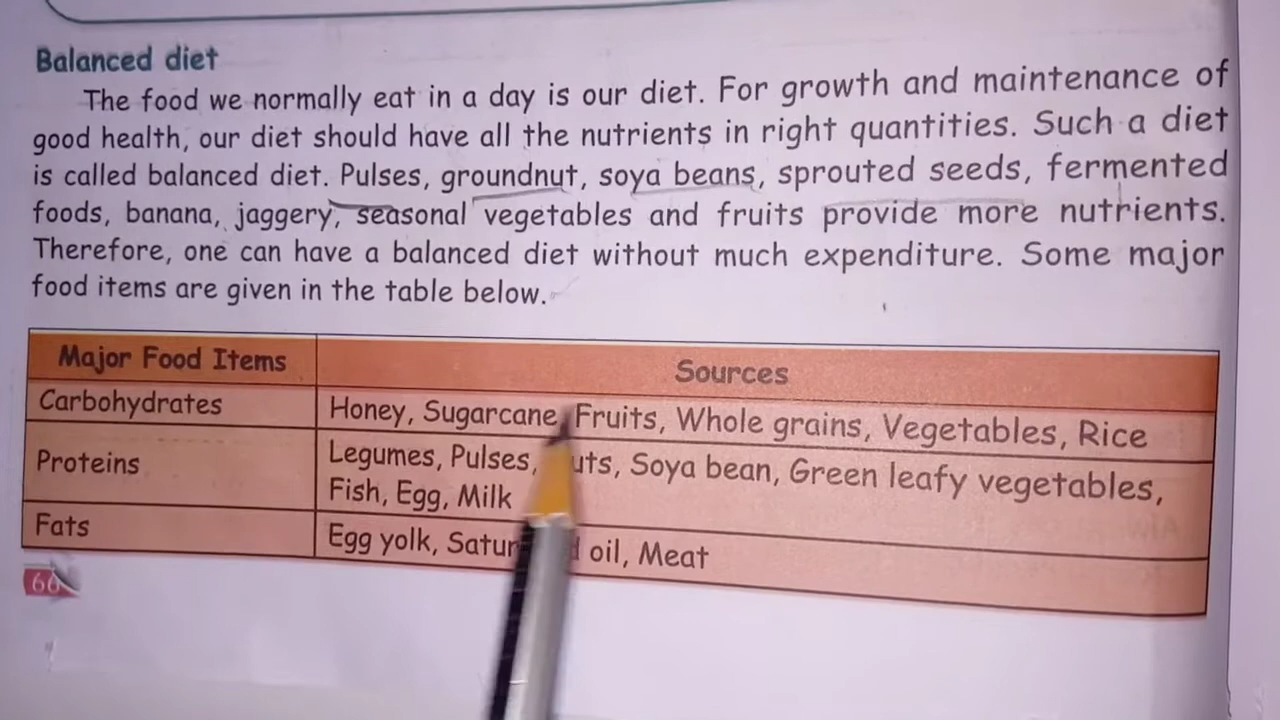 Balanced diet
The food we normally eat in a day is our diet. For growth and maintenance of
good health, our diet should have all the nutrients in right quantities. Such a diet
is called balanced diet. Pulses, groundnut, soya beans, sprouted seeds, fermented
foods, banana, jaggery, seasonal vegetables and fruits provide more nutrients.
Therefore, one can have a balanced diet without much expenditure. Some major
food items are given in the table below.
Major Food Items Sources
Carbohydrates Honey, Sugarcane, Fruits, Whole grains, Vegetables, Rice
Proteins Legumes, Pulses, Soya bean, Green leafy vegetables,
Fish, Egg, Milk
Fats Egg yolk, oil, Meat
66